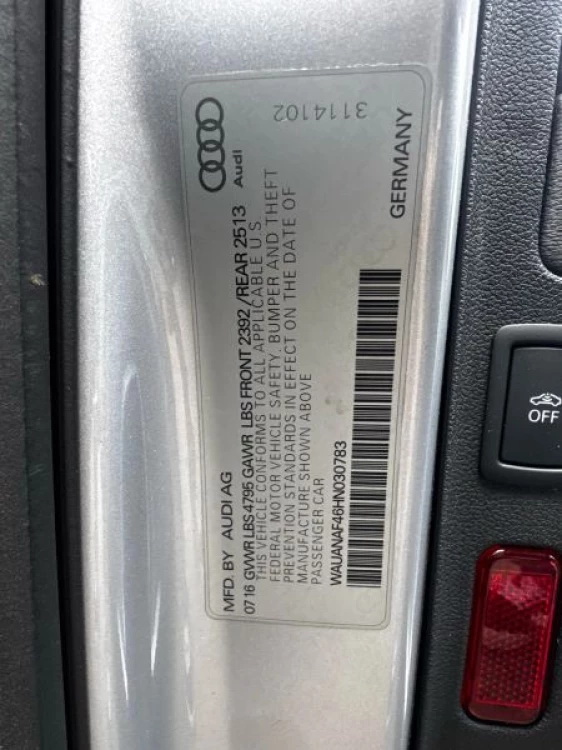 MFD. BY AUDI AG
Audi
3114102
07 16 GVWR LBS 4795 GAWR LBS FRONT 2392 / REAR 2513
THIS VEHICLE CONFORMS TO ALL APPLICABLE U S
FEDERAL MOTOR VEHICLE SAFETY, BUMPER AND THEFT
PREVENTION STANDARDS IN EFFECT ON THE DATE OF
MANUFACTURE SHOWN ABOVE
PASSENGER CAR
WAUANAF46HN030783
GERMANY
OFF